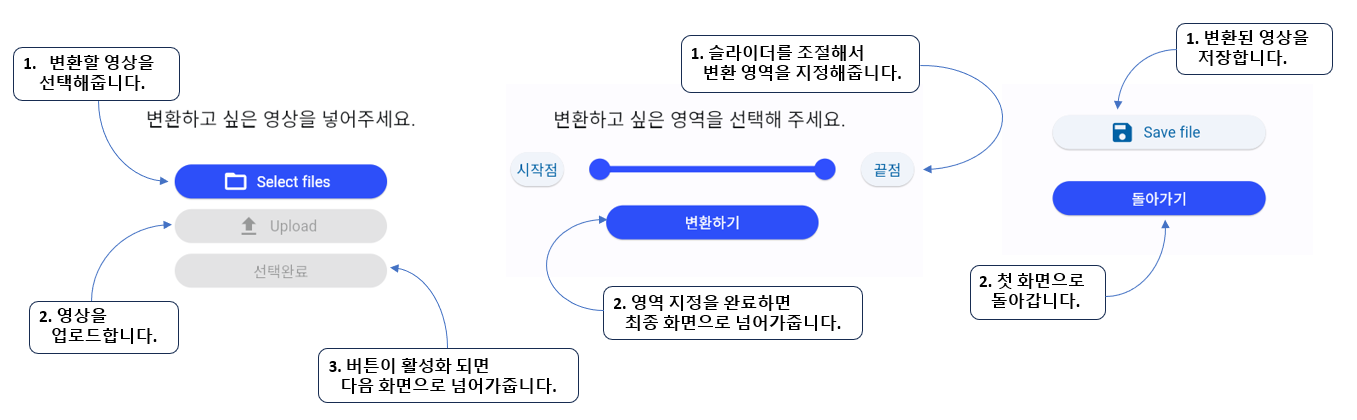 1. 변환할 영상을
선택해줍니다.
변환하고 싶은 영상을 넣어주세요.
Select files
Upload
선택완료
2. 영상을
업로드합니다.
3. 버튼이 활성화 되면
다음 화면으로 넘어가줍니다.
1. 슬라이더를 조절해서
변환 영역을 지정해줍니다.
변환하고 싶은 영역을 선택해 주세요.
시작점
끝점
변환하기
2. 영역 지정을 완료하면
최종 화면으로 넘어가줍니다.
1. 변환된 영상을
저장합니다.
Save file
돌아가기
2. 첫 화면으로
돌아갑니다.